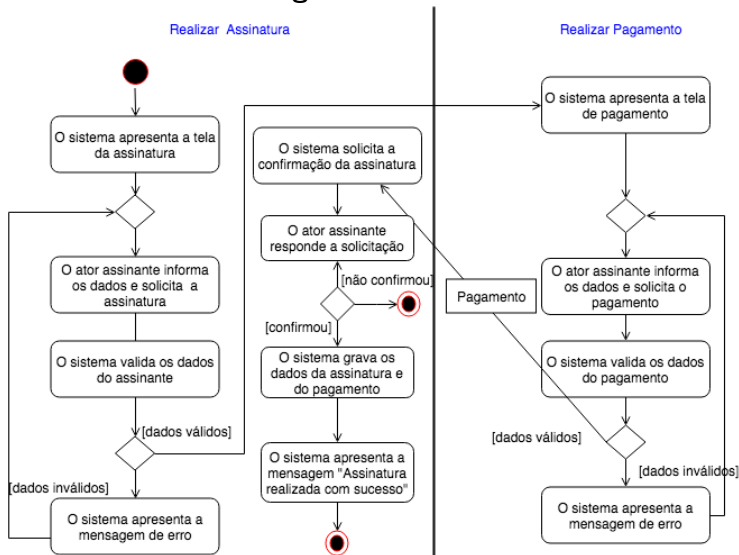 Realizar Assinatura
O sistema apresenta a tela
da assinatura
O ator assinante informa
os dados e solicita a
assinatura
O sistema valida os dados
do assinante
[dados válidos]
[dados inválidos]
O sistema apresenta a
mensagem de erro
O sistema solicita a
confirmação da assinatura
O ator assinante
responde a solicitação
[não confirmou]
[confirmou]
O sistema grava os
dados da assinatura e
do pagamento
O sistema apresenta a
mensagem "Assinatura
realizada com sucesso"
Realizar Pagamento
O sistema apresenta a tela
de pagamento
O ator assinante informa
os dados e solicita o
pagamento
Pagamento
O sistema valida os dados
do pagamento
[dados válidos]
[dados inválidos]
O sistema apresenta a
mensagem de erro